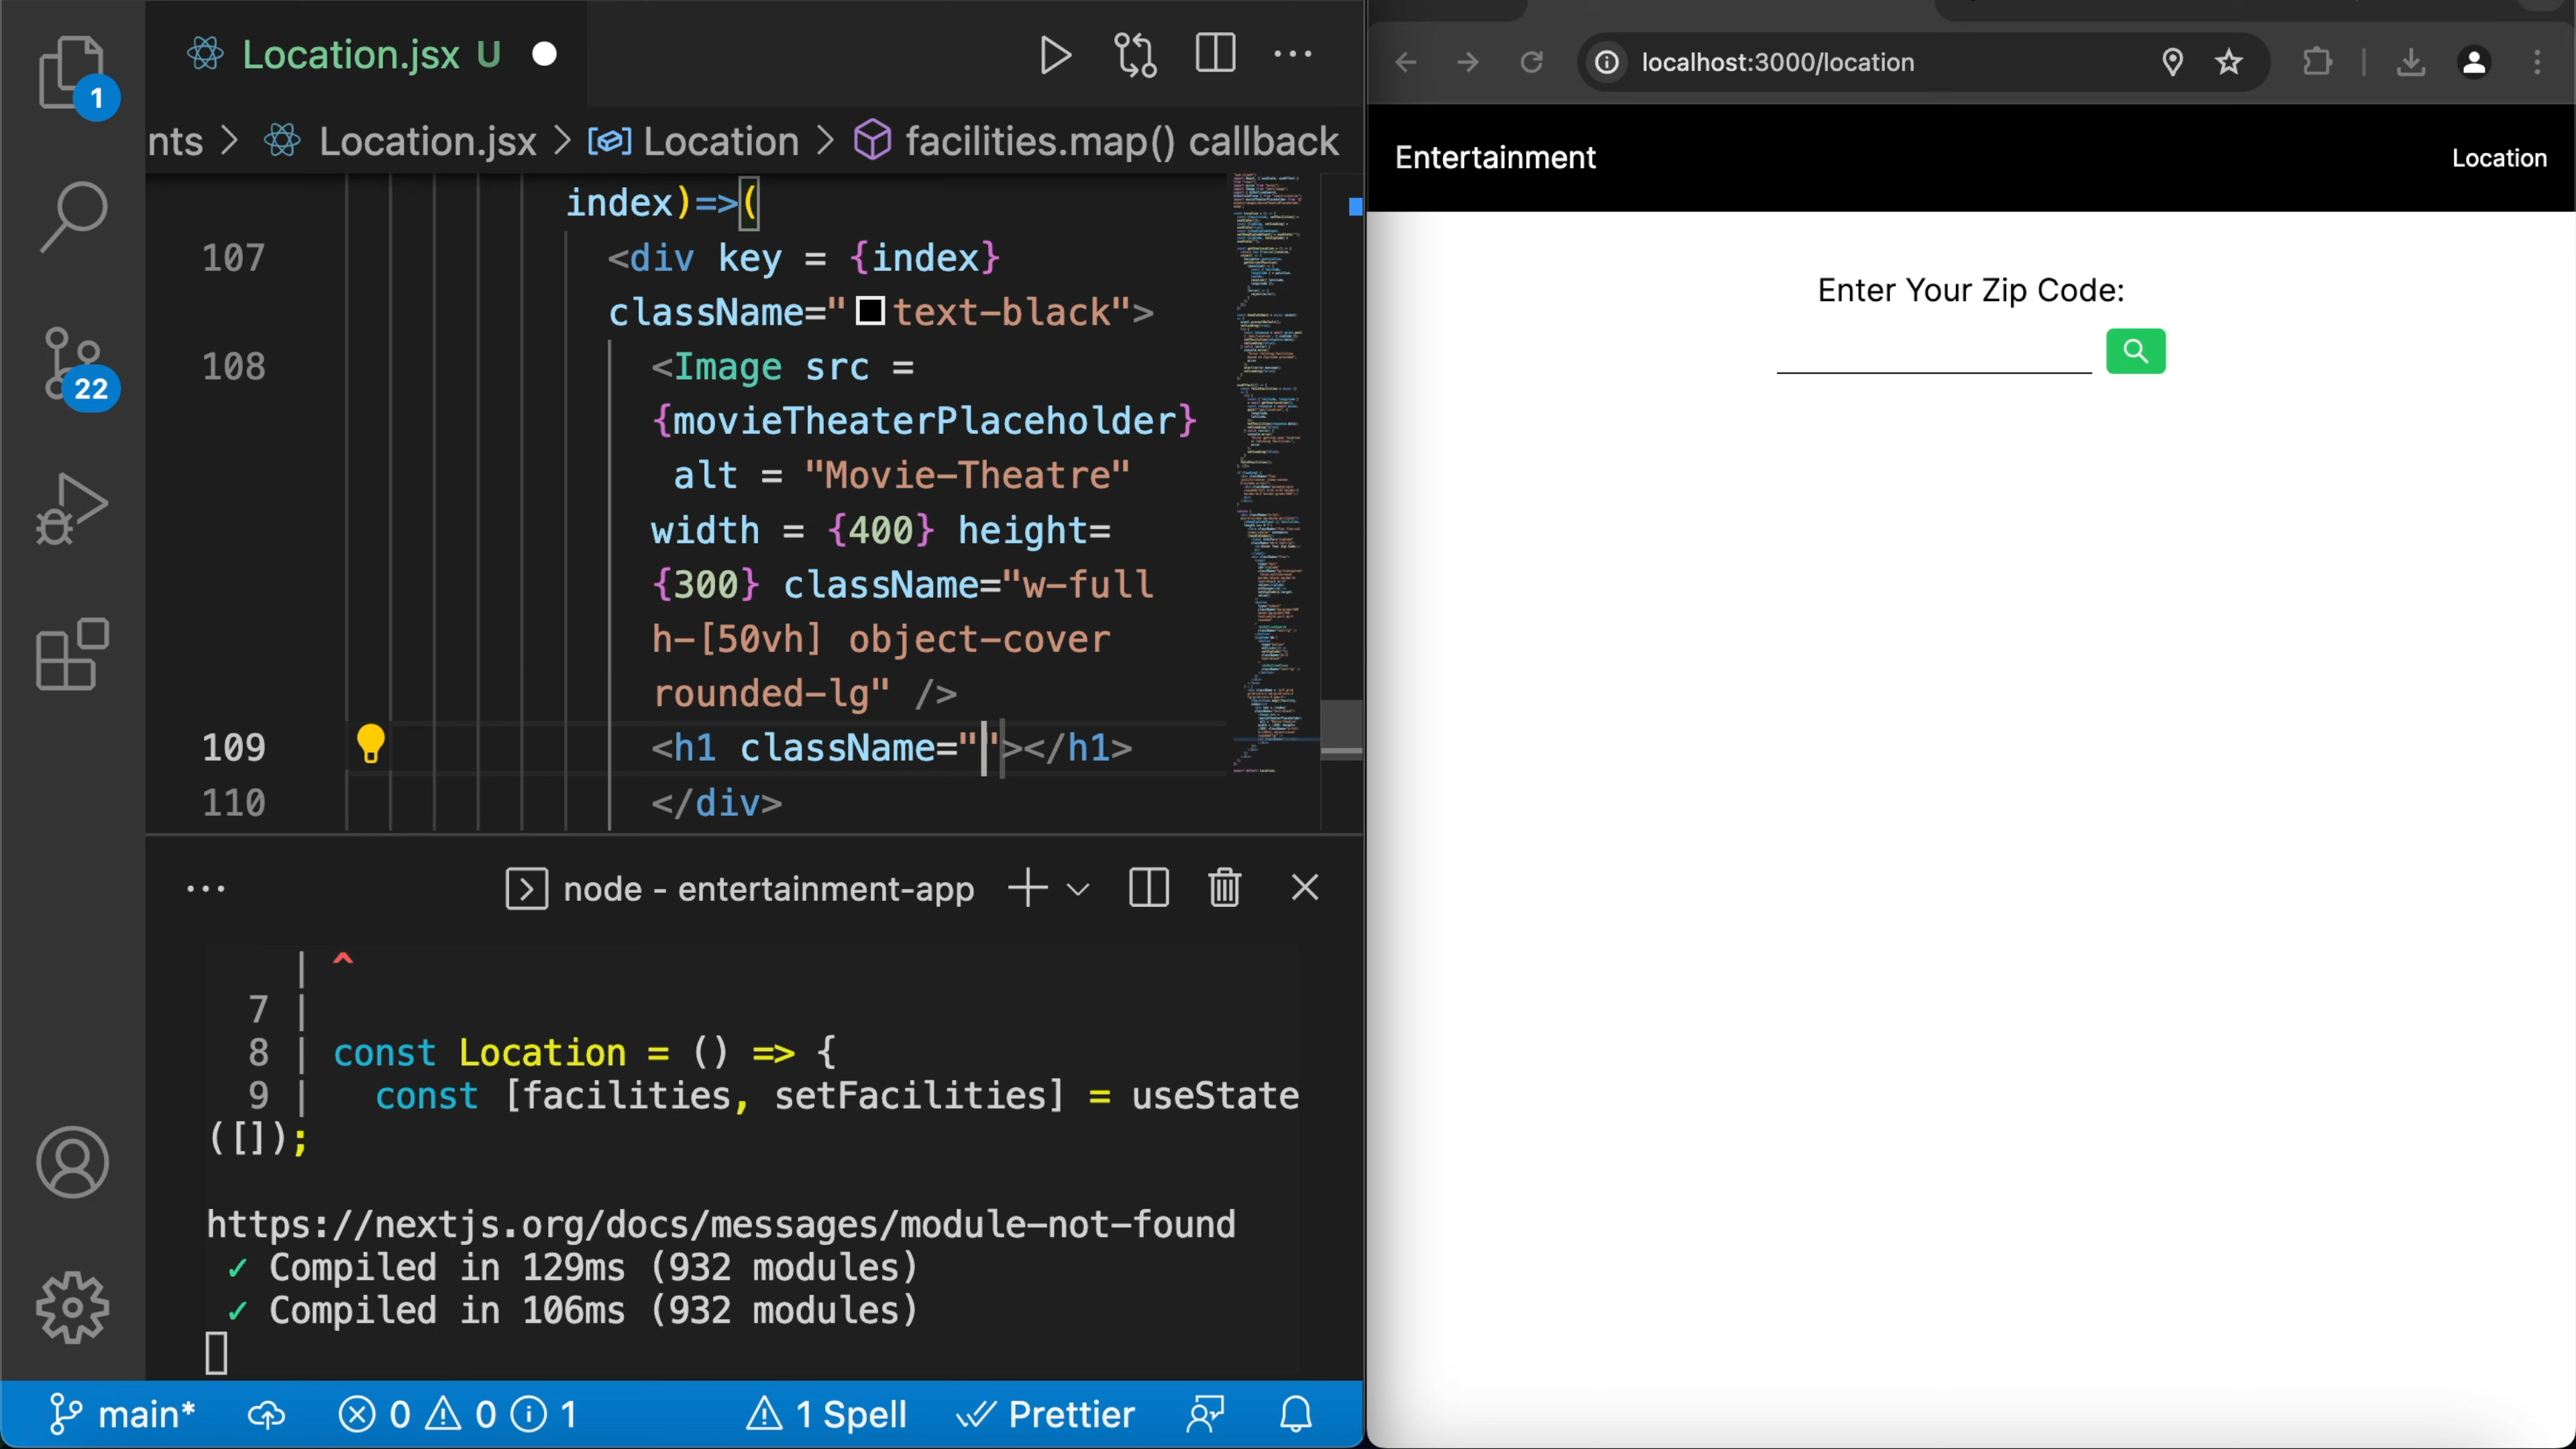 Location.jsx U
nts > Location.jsx > Location > facilities.map() callback
index)=>(
107 <div key = {index}
className="text-black">
108 <Image src =
{movieTheaterPlaceholder}
alt = "Movie-Theatre"
width = {400} height=
{300} className="w-full
h-[50vh] object-cover
rounded-lg" />
109 <h1 className=""></h1>
110 </div>
1
22
node - entertainment-app
| ^
7 |
8 | const Location = () => {
9 | const [facilities, setFacilities] = useState
([]);
https://nextjs.org/docs/messages/module-not-found
✓ Compiled in 129ms (932 modules)
✓ Compiled in 106ms (932 modules)
main* 0 0 1 1 Spell Prettier
localhost:3000/location
Entertainment Location
Enter Your Zip Code: